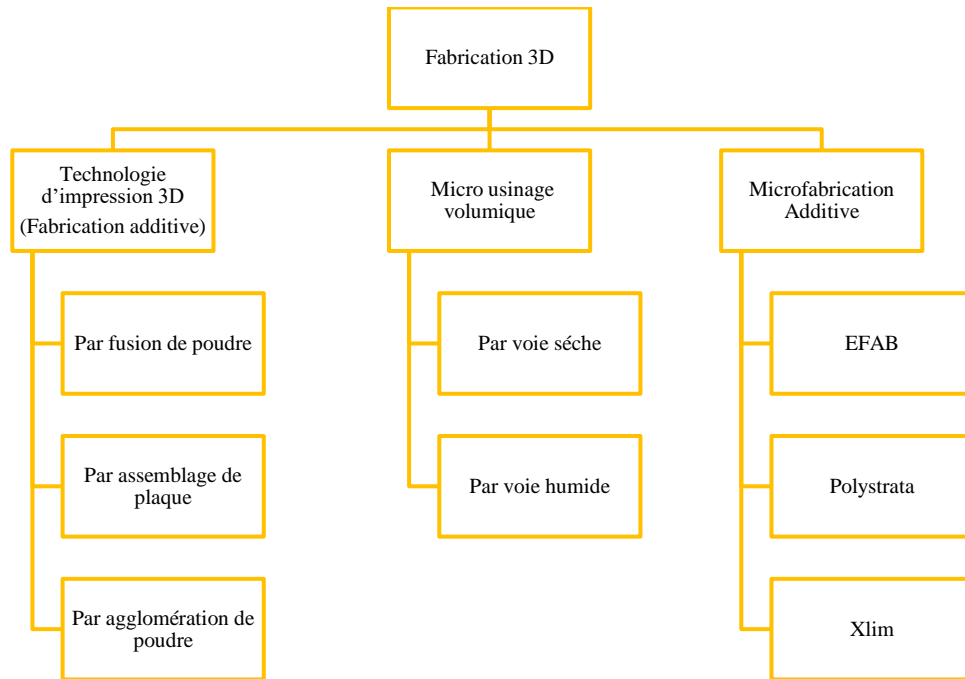 Fabrication 3D
Technologie
d’impression 3D
(Fabrication additive)
Micro usinage
volumique
Microfabrication
Additive
Par fusion de poudre
Par voie séche
EFAB
Par assemblage de
plaque
Par voie humide
Polystrata
Par agglomération de
poudre
Xlim